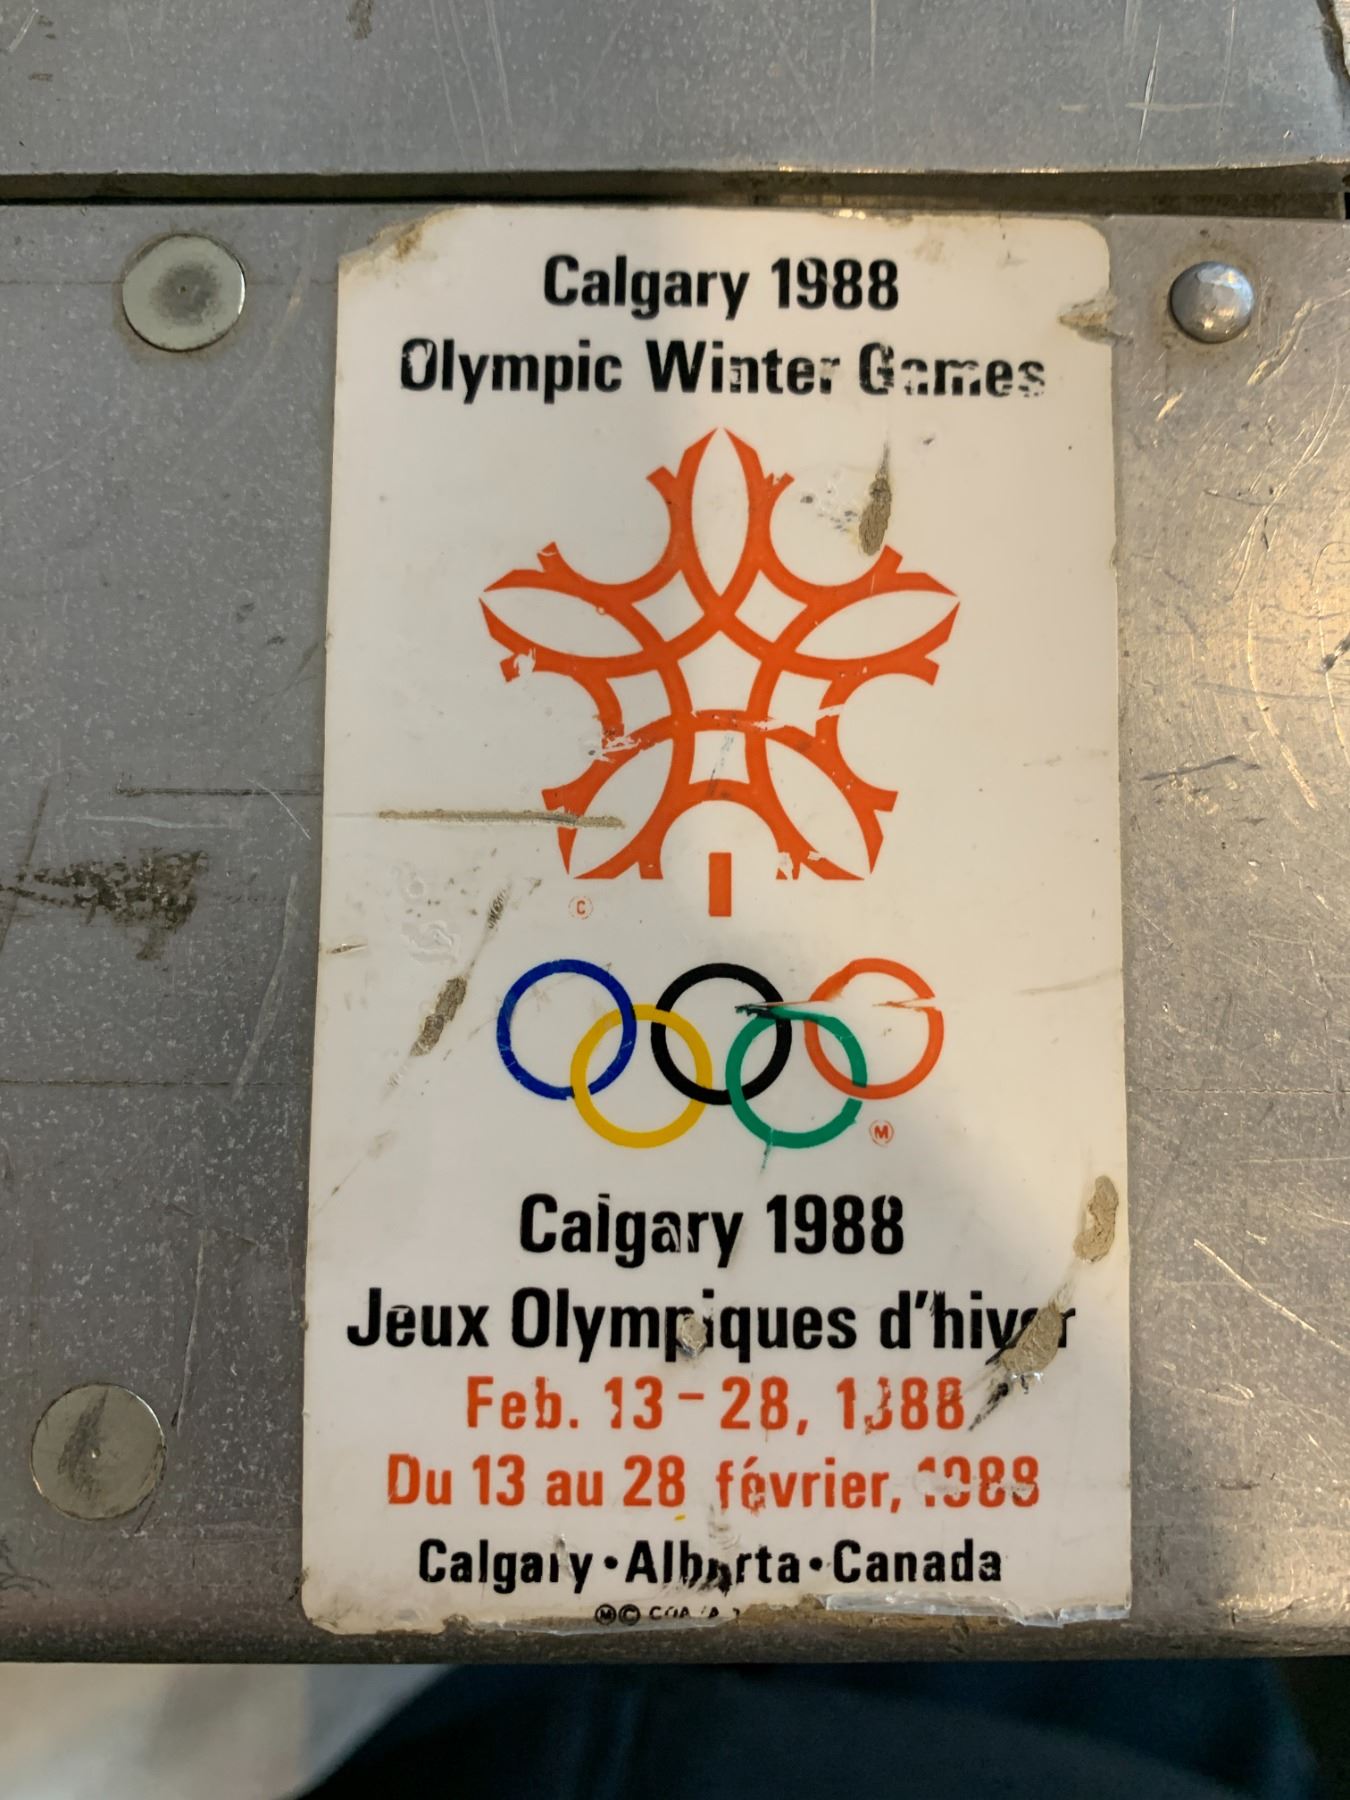 Calgary 1988
Olympic Winter Games
©
Ⓜ
Calgary 1988
Jeux Olympiques d'hiver
Feb. 13 – 28, 1988
Du 13 au 28 février, 1988
Calgary • Alberta • Canada
Ⓜ©